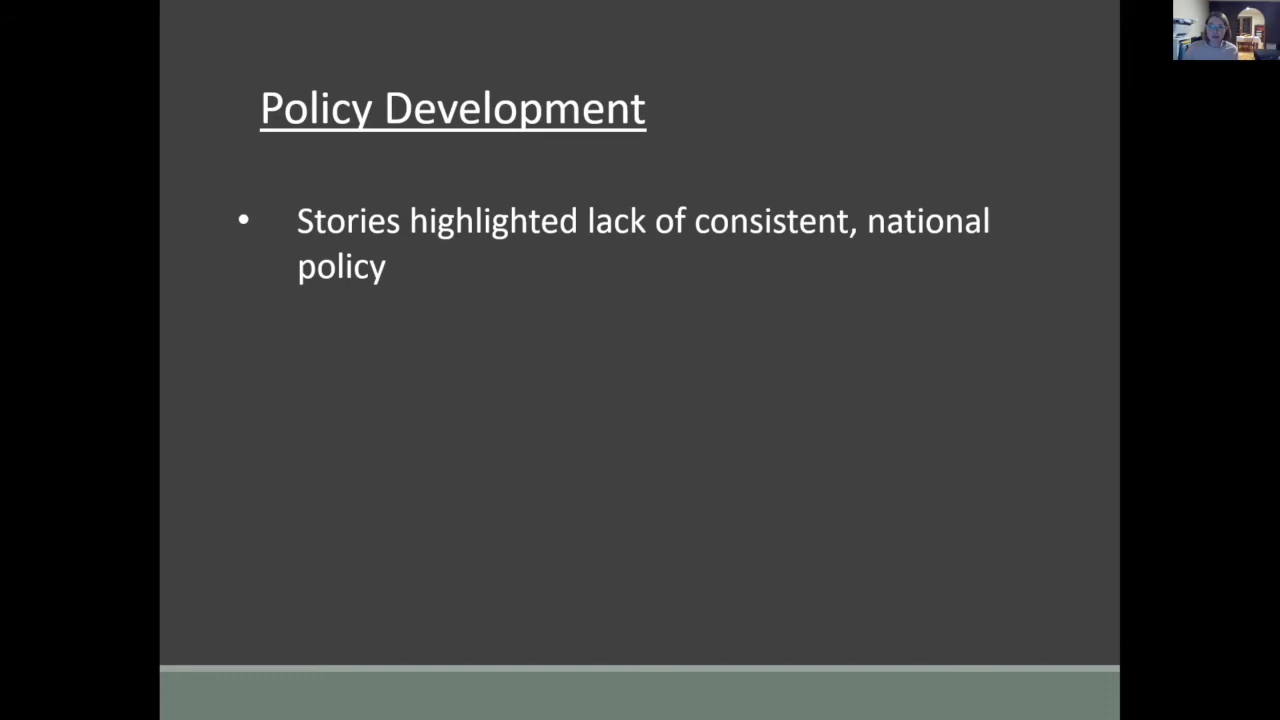 Policy Development
• Stories highlighted lack of consistent, national
policy